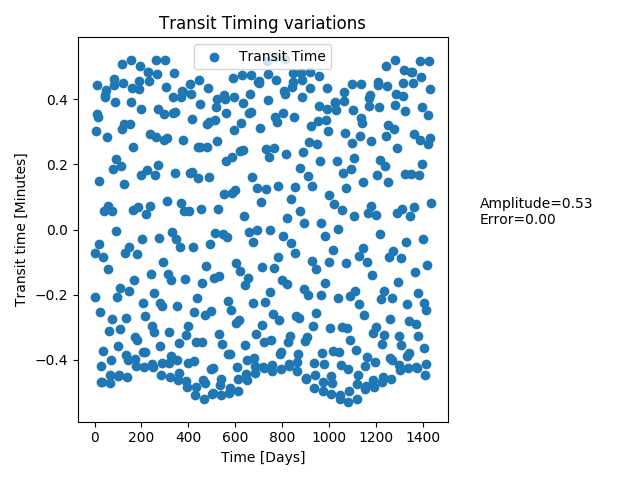 Transit Timing variations
Transit Time
Transit time [Minutes]
0.4
0.2
0.0
−0.2
−0.4
0 200 400 600 800 1000 1200 1400
Time [Days]
Amplitude=0.53
Error=0.00